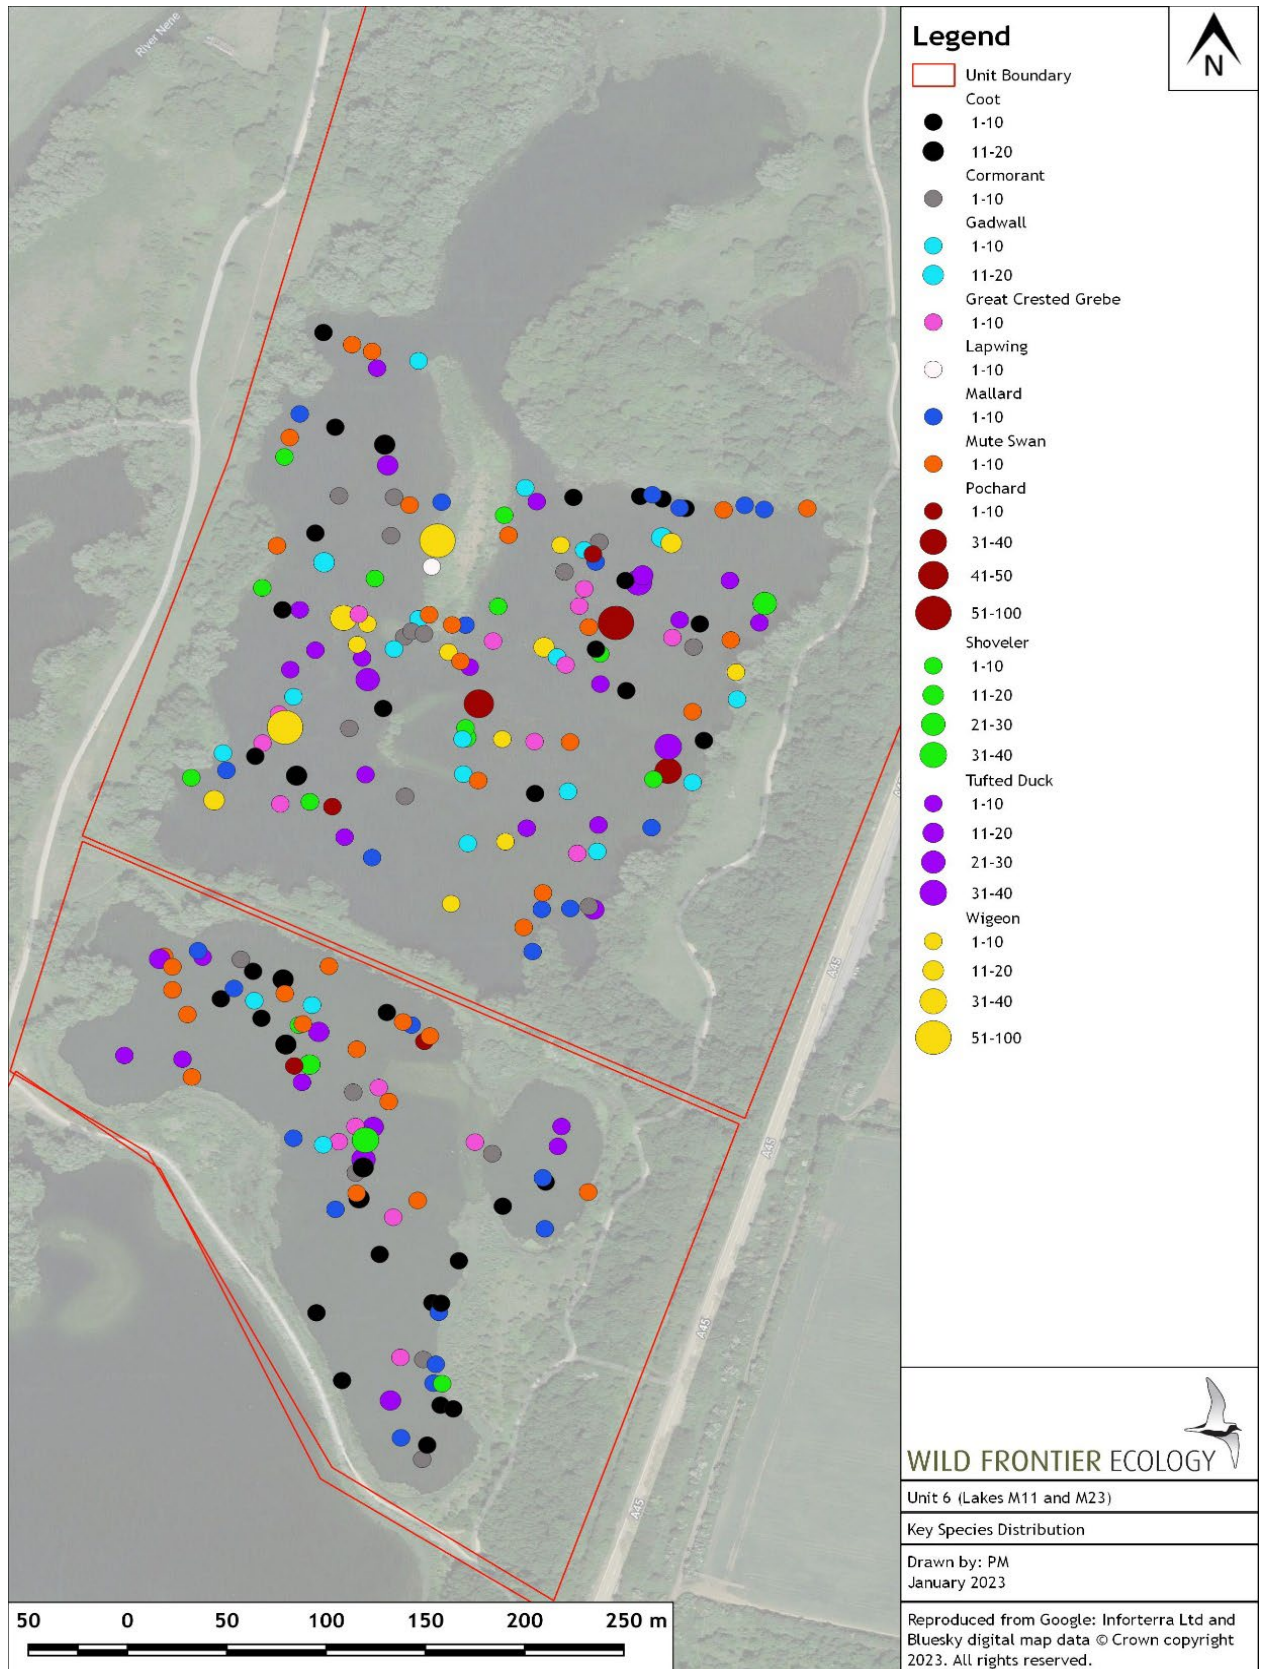 River Nene
A45
A45
A45
A45
50 0 50 100 150 200 250 m
Legend
N
Unit Boundary
Coot
1-10
11-20
Cormorant
1-10
Gadwall
1-10
11-20
Great Crested Grebe
1-10
Lapwing
1-10
Mallard
1-10
Mute Swan
1-10
Pochard
1-10
31-40
41-50
51-100
Shoveler
1-10
11-20
21-30
31-40
Tufted Duck
1-10
11-20
21-30
31-40
Wigeon
1-10
11-20
31-40
51-100
WILD FRONTIER ECOLOGY
Unit 6 (Lakes M11 and M23)
Key Species Distribution
Drawn by: PM
January 2023
Reproduced from Google: Inforterra Ltd and
Bluesky digital map data © Crown copyright
2023. All rights reserved.